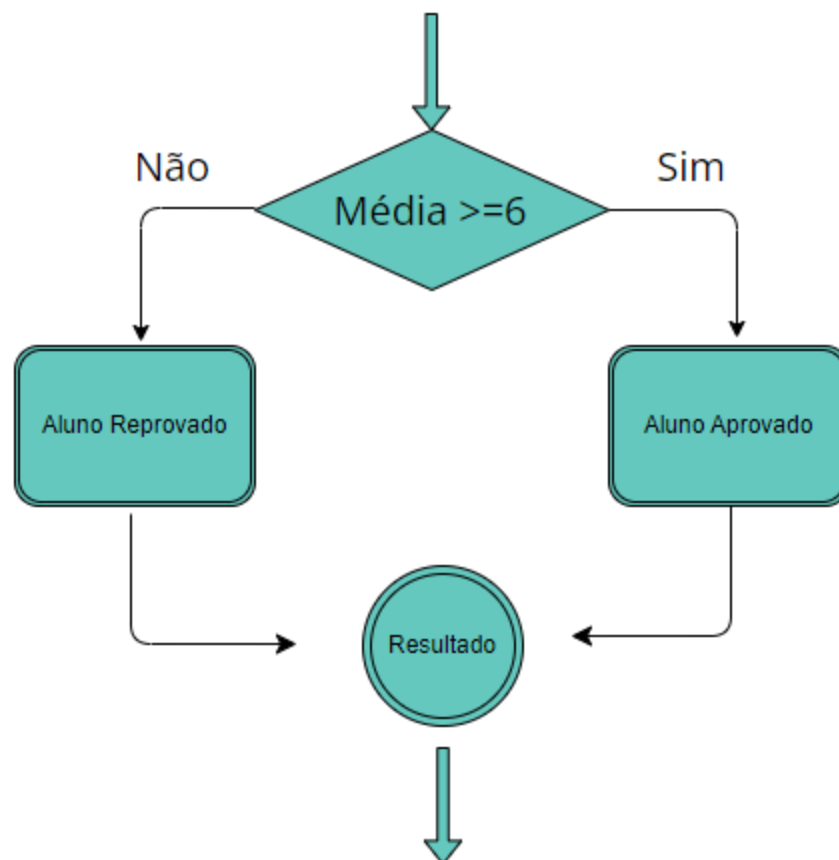 Não
Sim
Média >=6
Aluno Reprovado
Aluno Aprovado
Resultado